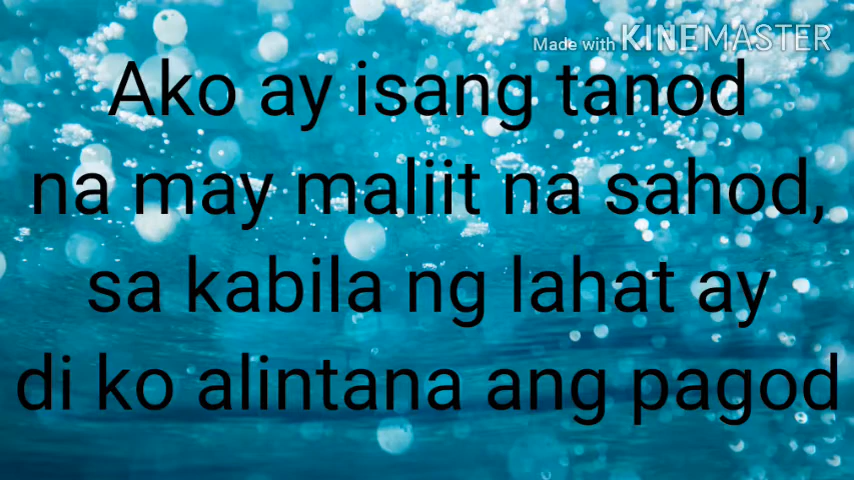 Made with KINEMASTER
Ako ay isang tanod
na may maliit na sahod,
sa kabila ng lahat ay
di ko alintana ang pagod